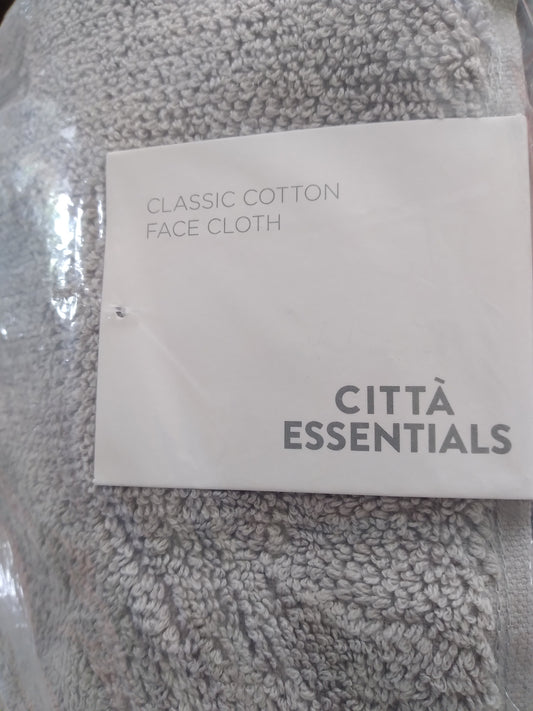 CLASSIC COTTON
FACE CLOTH
CITTÀ
ESSENTIALS